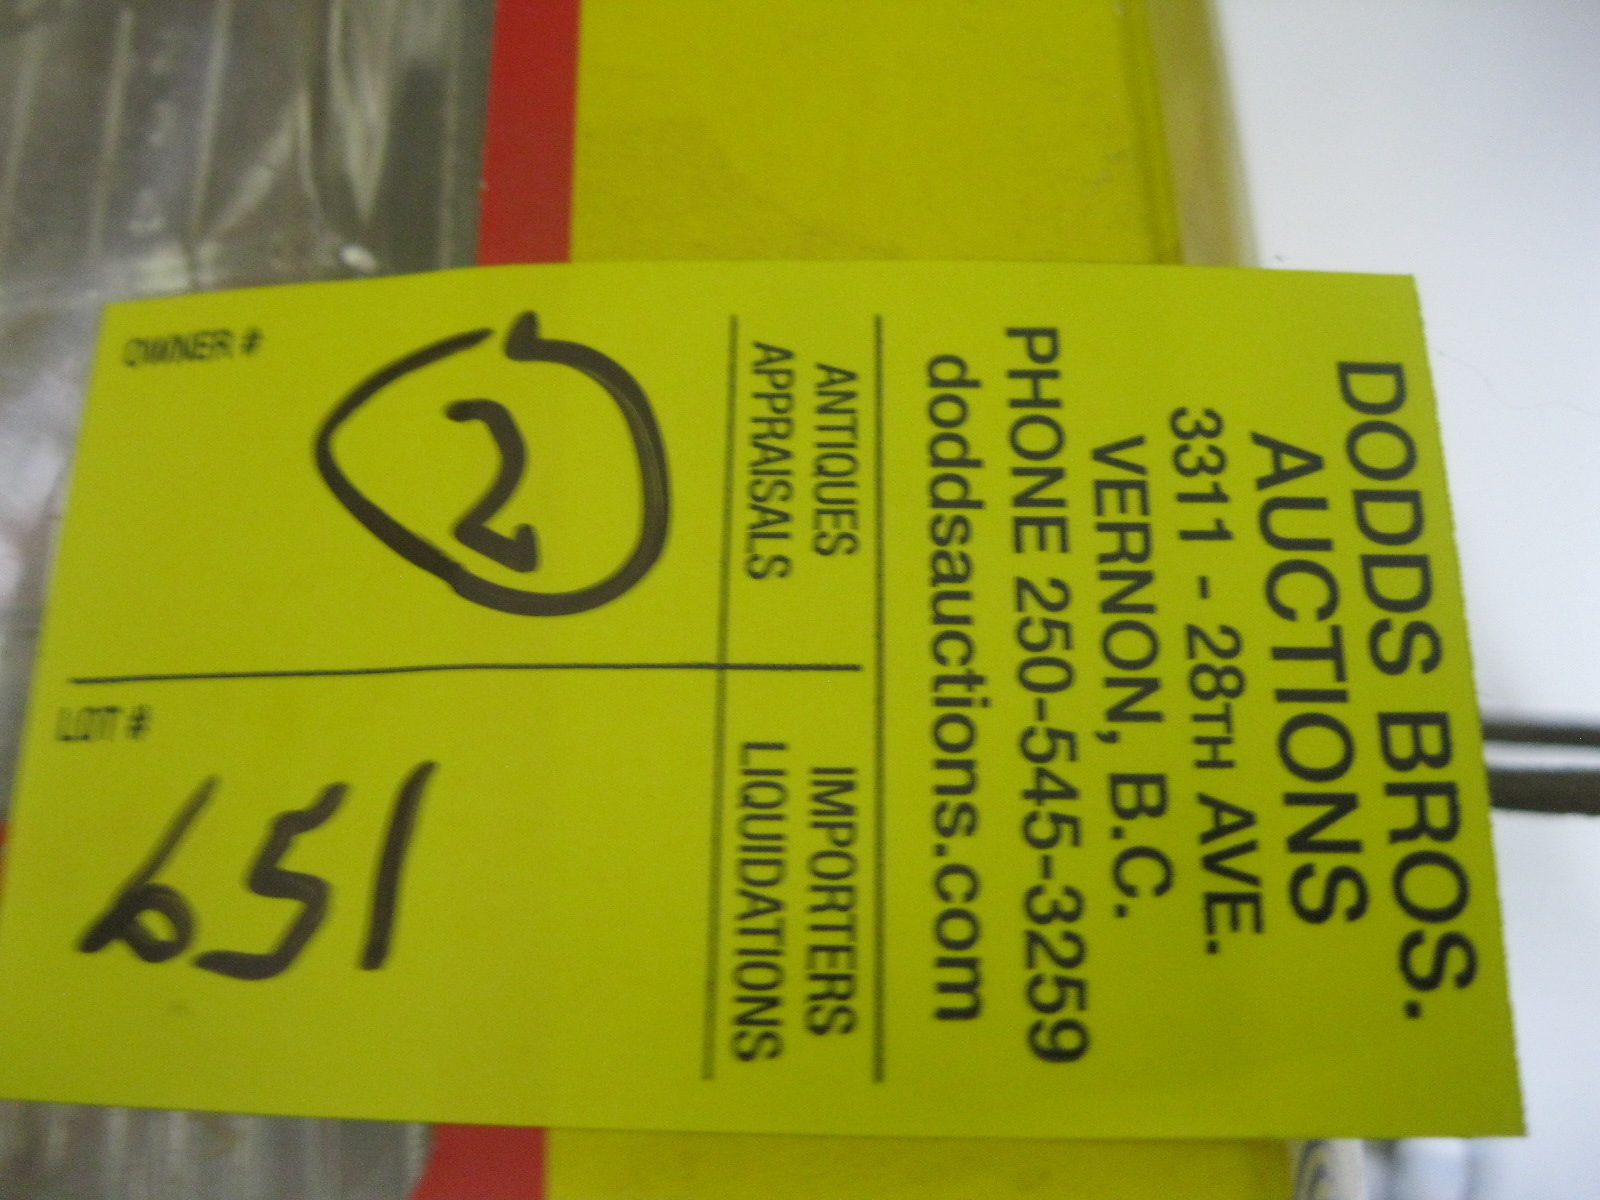 DODDS BROS.
AUCTIONS
3311 - 28TH AVE.
VERNON, B.C.
PHONE 250-545-3259
doddsauctions.com
ANTIQUES IMPORTERS
APPRAISALS LIQUIDATIONS
OWNER #
2
LOT #
651